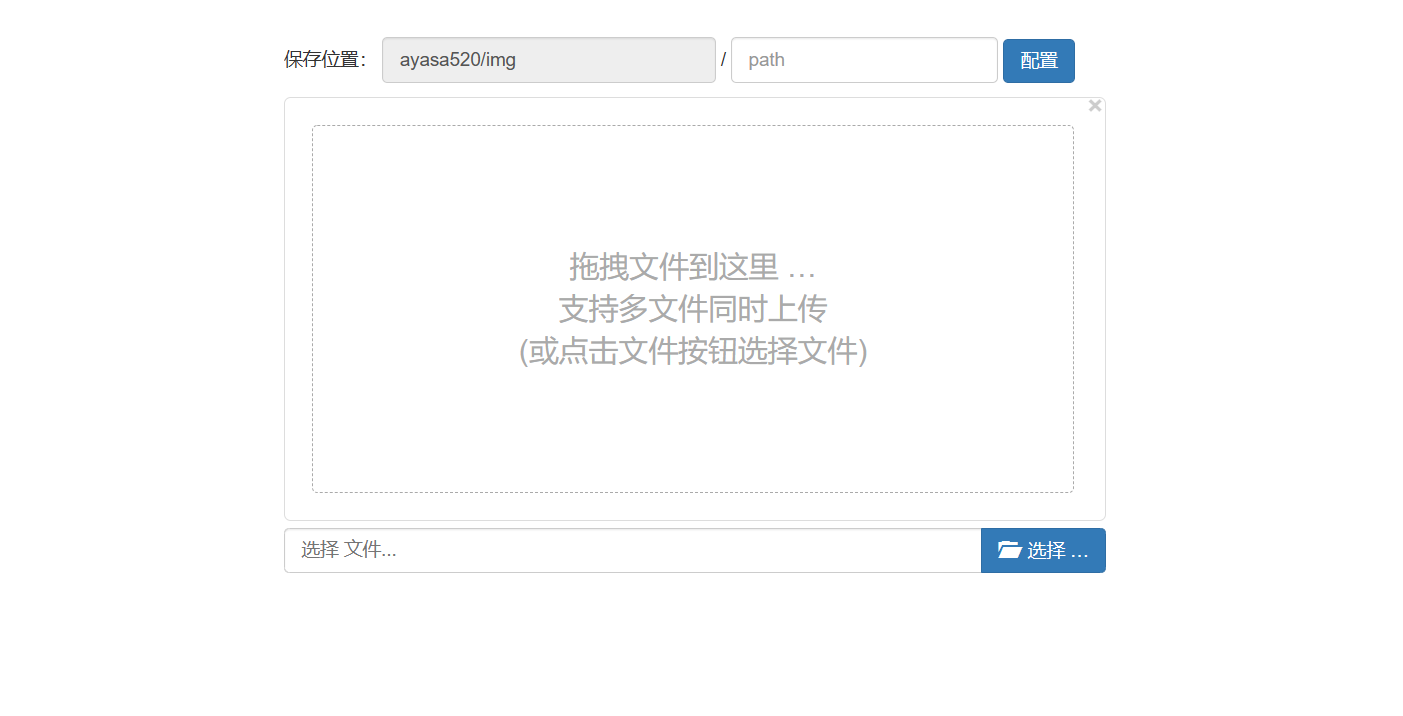 保存位置： ayasa520/img / path 配置
×
拖拽文件到这里 …
支持多文件同时上传
(或点击文件按钮选择文件)
选择 文件... 选择 …